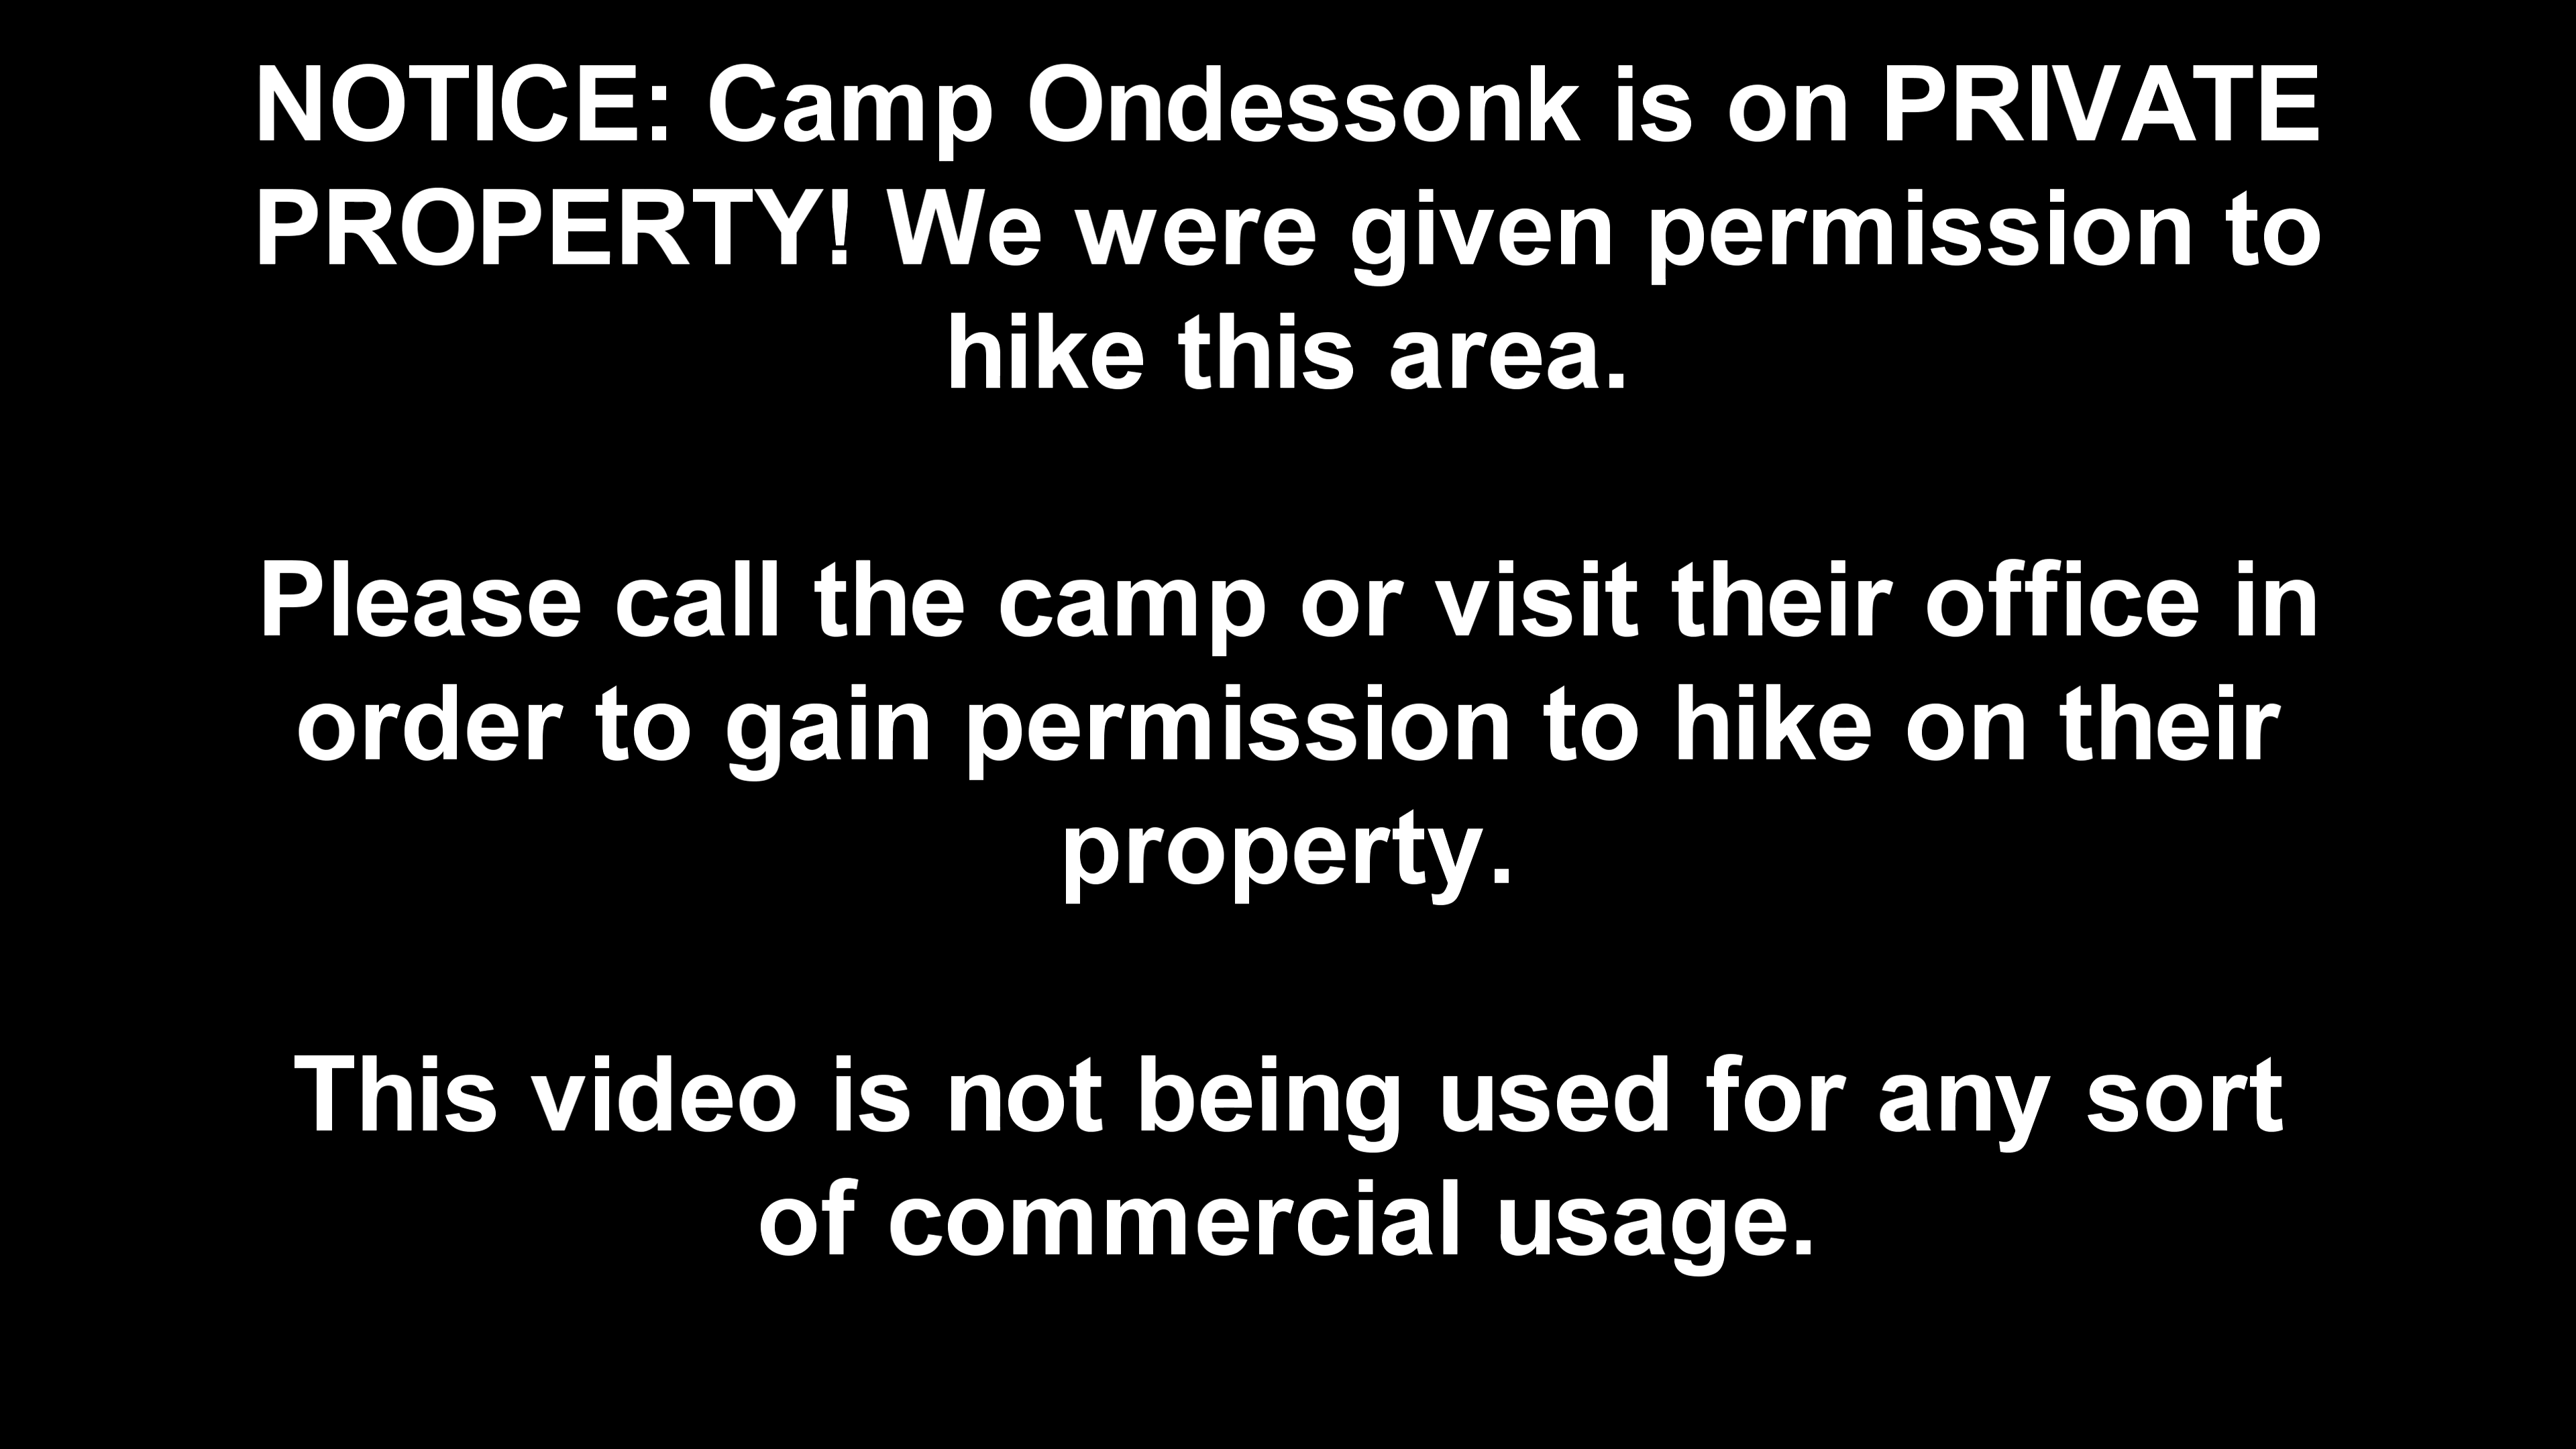 NOTICE: Camp Ondessonk is on PRIVATE
PROPERTY! We were given permission to
hike this area.
Please call the camp or visit their office in
order to gain permission to hike on their
property.
This video is not being used for any sort
of commercial usage.